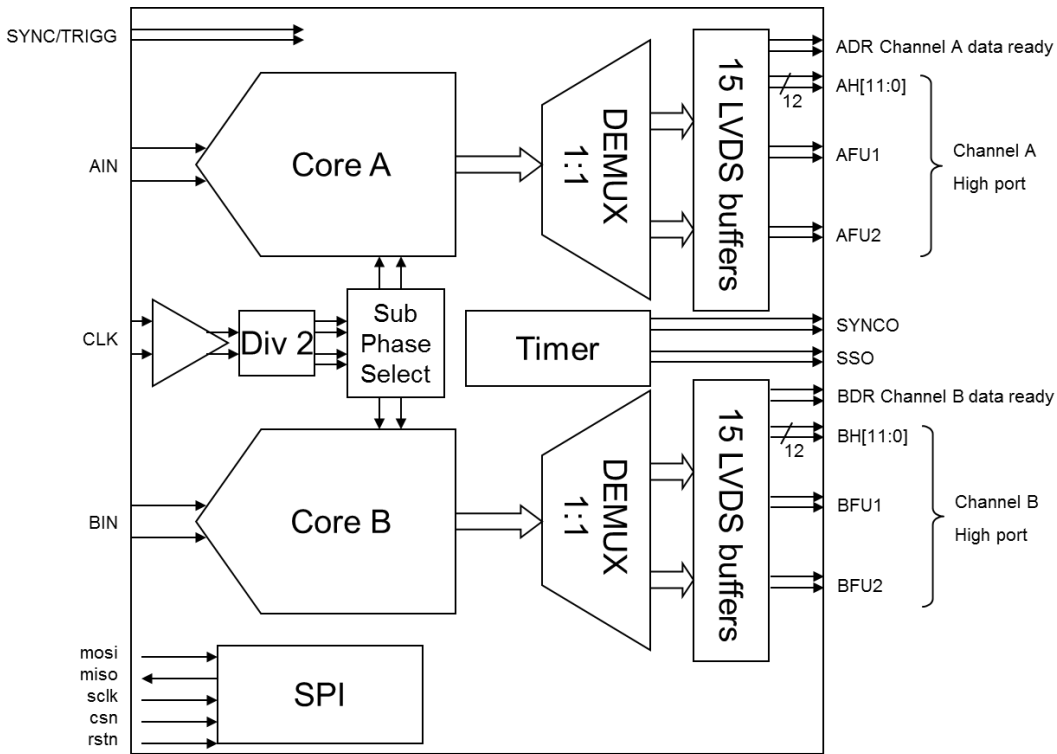 SYNC/TRIGG
AIN
CLK
BIN
mosi
miso
sclk
csn
rstn
Core A
DEMUX
1:1
15 LVDS buffers
Div 2
Sub
Phase
Select
Timer
Core B
DEMUX
1:1
15 LVDS buffers
SPI
ADR Channel A data ready
AH[11:0]
12
AFU1
AFU2
Channel A
High port
SYNCO
SSO
BDR Channel B data ready
BH[11:0]
12
BFU1
BFU2
Channel B
High port